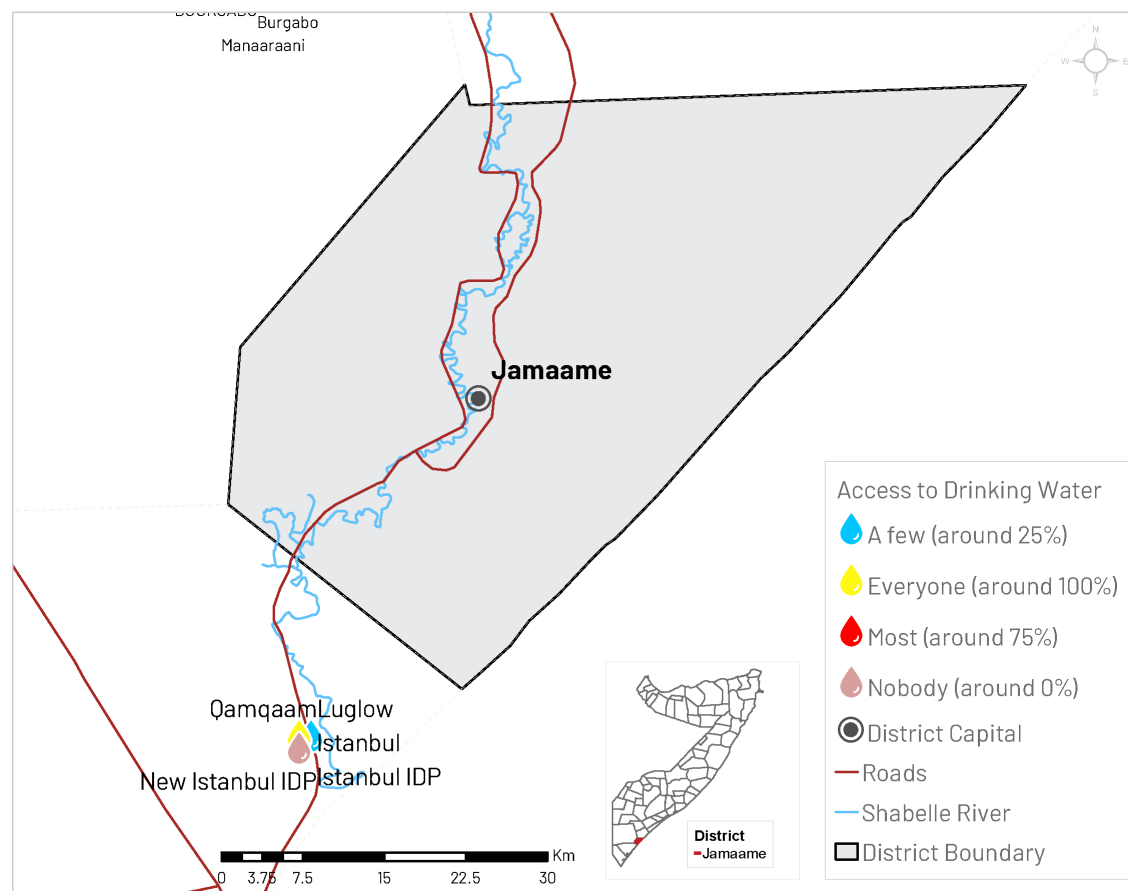 Burgabo
Manaaraani
N
W
E
S
Jamaame
QamqaamLuglow
Istanbul
New Istanbul IDP
Istanbul IDP
Access to Drinking Water
A few (around 25%)
Everyone (around 100%)
Most (around 75%)
Nobody (around 0%)
District Capital
Roads
Shabelle River
District Boundary
District
Jamaame
Km
0 3.75 7.5 15 22.5 30